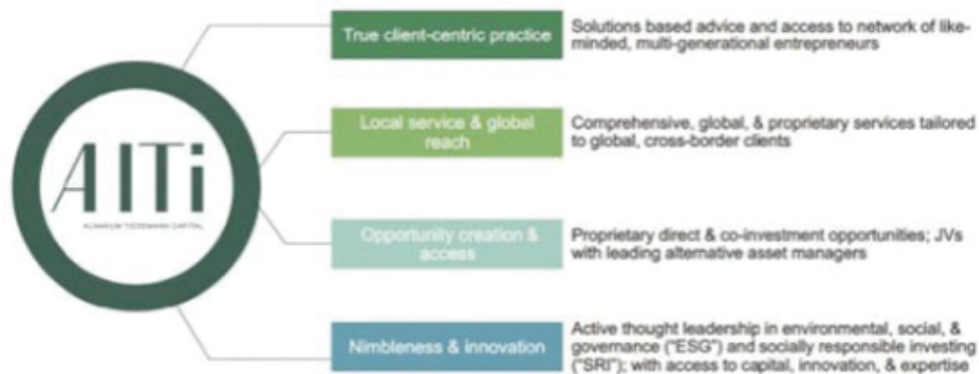 True client-centric practice
Solutions based advice and access to network of like-
minded, multi-generational entrepreneurs
Local service & global
reach
Comprehensive, global, & proprietary services tailored
to global, cross-border clients
AlTi
ALVARIUM TIEDEMANN CAPITAL
Opportunity creation &
access
Proprietary direct & co-investment opportunities; JVs
with leading alternative asset managers
Nimbleness & innovation
Active thought leadership in environmental, social, &
governance ("ESG") and socially responsible investing
("SRI"); with access to capital, innovation, & expertise